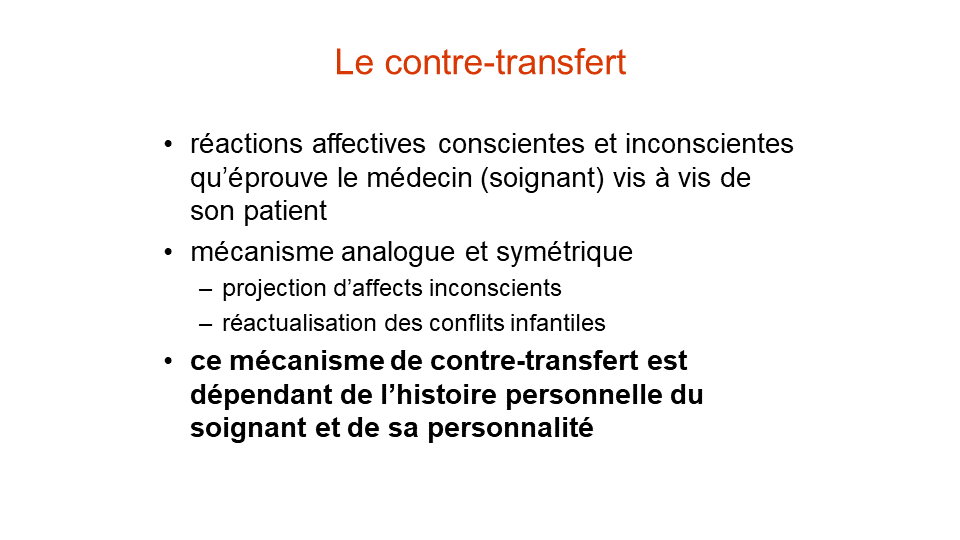 Le contre-transfert
• réactions affectives conscientes et inconscientes
qu’éprouve le médecin (soignant) vis à vis de
son patient
• mécanisme analogue et symétrique
– projection d’affects inconscients
– réactualisation des conflits infantiles
• ce mécanisme de contre-transfert est
dépendant de l’histoire personnelle du
soignant et de sa personnalité